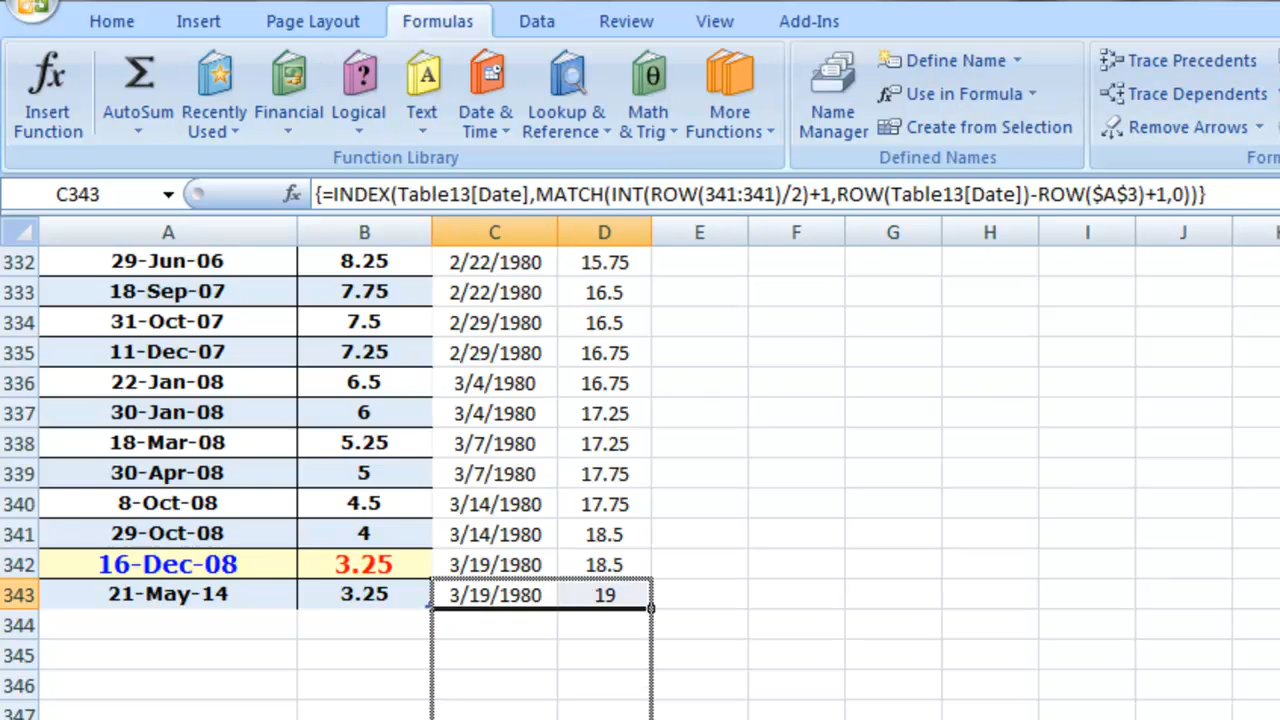 Home Insert Page Layout Formulas Data Review View Add-Ins
fx Σ ? A θ
Insert Function AutoSum Recently Used Financial Logical Text Date & Time Lookup & Reference Math & Trig More Functions
Function Library
Name Manager
Define Name
Use in Formula
Create from Selection
Defined Names
Trace Precedents
Trace Dependents
Remove Arrows
C343 fx {=INDEX(Table13[Date],MATCH(INT(ROW(341:341)/2)+1,ROW(Table13[Date])-ROW($A$3)+1,0))}
A B C D E F G H I J
332 29-Jun-06 8.25 2/22/1980 15.75
333 18-Sep-07 7.75 2/22/1980 16.5
334 31-Oct-07 7.5 2/29/1980 16.5
335 11-Dec-07 7.25 2/29/1980 16.75
336 22-Jan-08 6.5 3/4/1980 16.75
337 30-Jan-08 6 3/4/1980 17.25
338 18-Mar-08 5.25 3/7/1980 17.25
339 30-Apr-08 5 3/7/1980 17.75
340 8-Oct-08 4.5 3/14/1980 17.75
341 29-Oct-08 4 3/14/1980 18.5
342 16-Dec-08 3.25 3/19/1980 18.5
343 21-May-14 3.25 3/19/1980 19
344
345
346
347